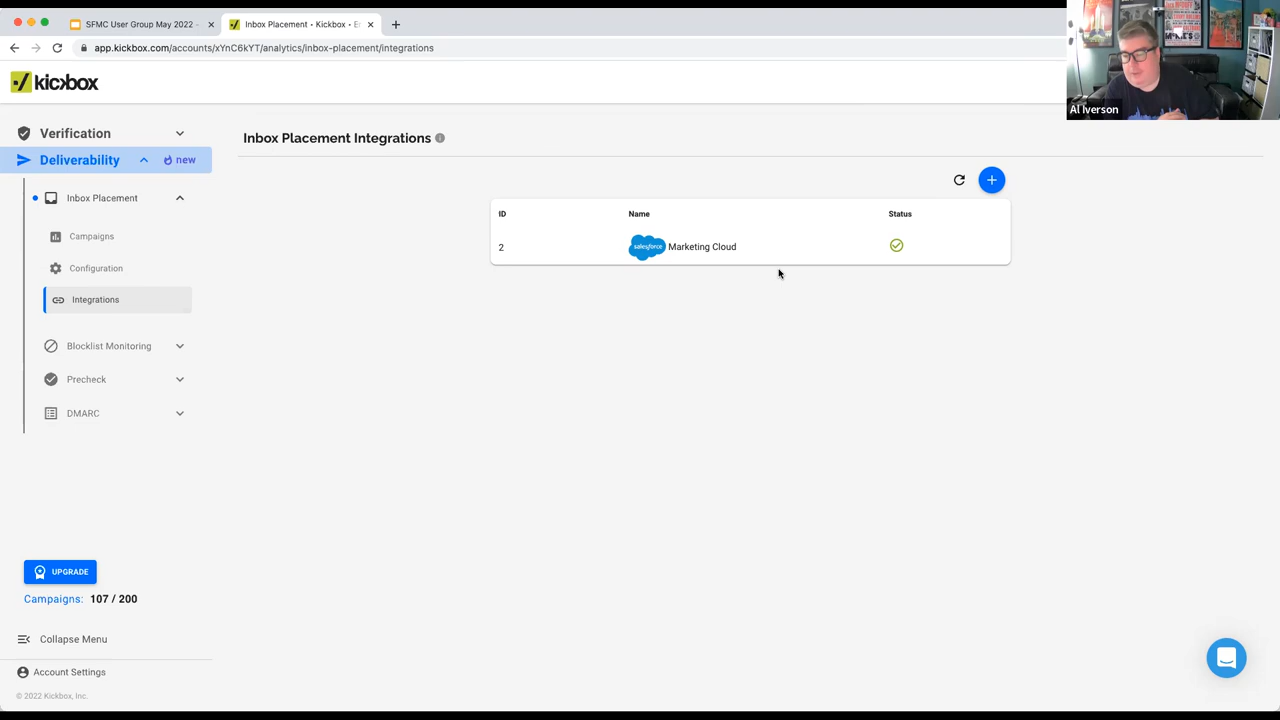 SFMC User Group May 2022 -
Inbox Placement • Kickbox • Er
app.kickbox.com/accounts/xYnC6kYT/analytics/inbox-placement/integrations
kickbox
Al Iverson
Verification
Deliverability new
Inbox Placement
Campaigns
Configuration
Integrations
Blocklist Monitoring
Precheck
DMARC
Inbox Placement Integrations
ID Name Status
2 salesforce Marketing Cloud
UPGRADE
Campaigns: 107 / 200
Collapse Menu
Account Settings
© 2022 Kickbox, Inc.